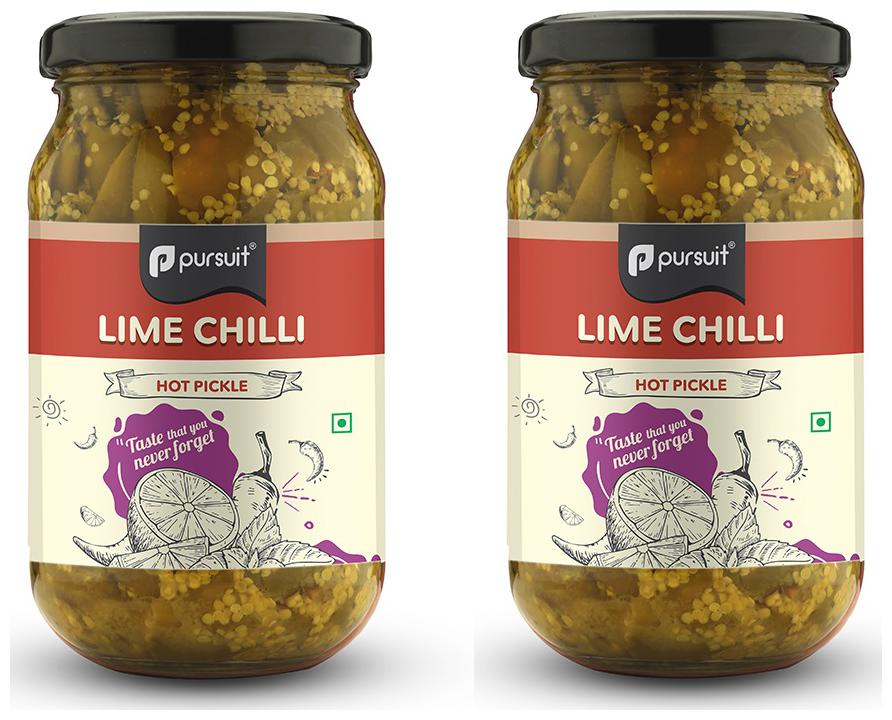 pursuit®
LIME CHILLI
HOT PICKLE
"Taste that you
never forget
pursuit®
LIME CHILLI
HOT PICKLE
"Taste that you
never forget